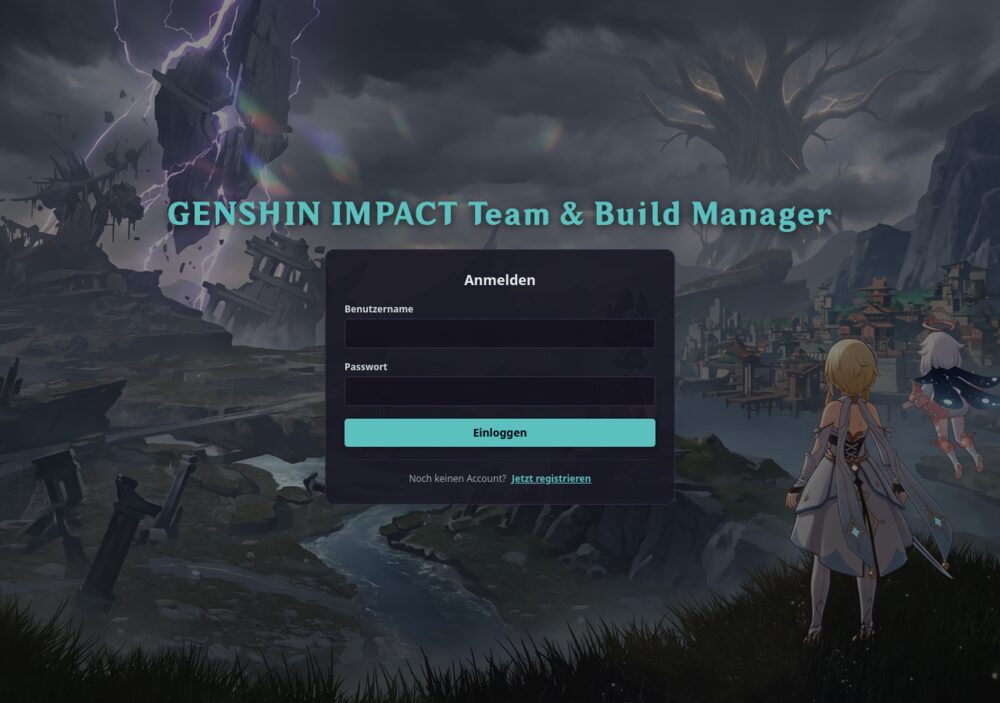 GENSHIN IMPACT Team & Build Manager
Anmelden
Benutzername
Passwort
Einloggen
Noch keinen Account? Jetzt registrieren